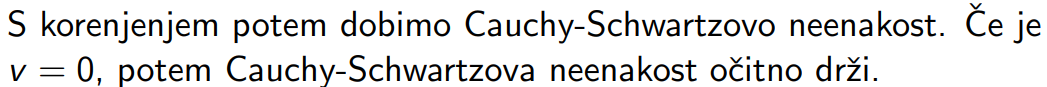 S korenjenjem potem dobimo Cauchy-Schwartzovo neenakost. Če je
v = 0, potem Cauchy-Schwartzova neenakost očitno drži.